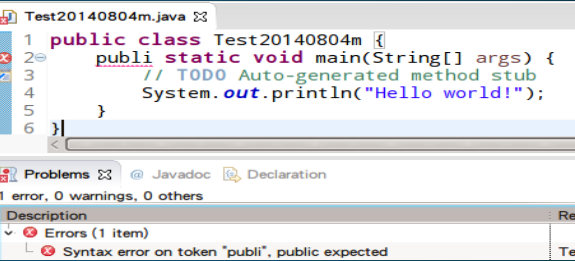 Test20140804m.java
1 public class Test20140804m {
2 publi static void main(String[] args) {
3 // TODO Auto-generated method stub
4 System.out.println("Hello world!");
5 }
6 }
Problems @ Javadoc Declaration
1 error, 0 warnings, 0 others
Description Re
Errors (1 item)
Syntax error on token "publi", public expected Te